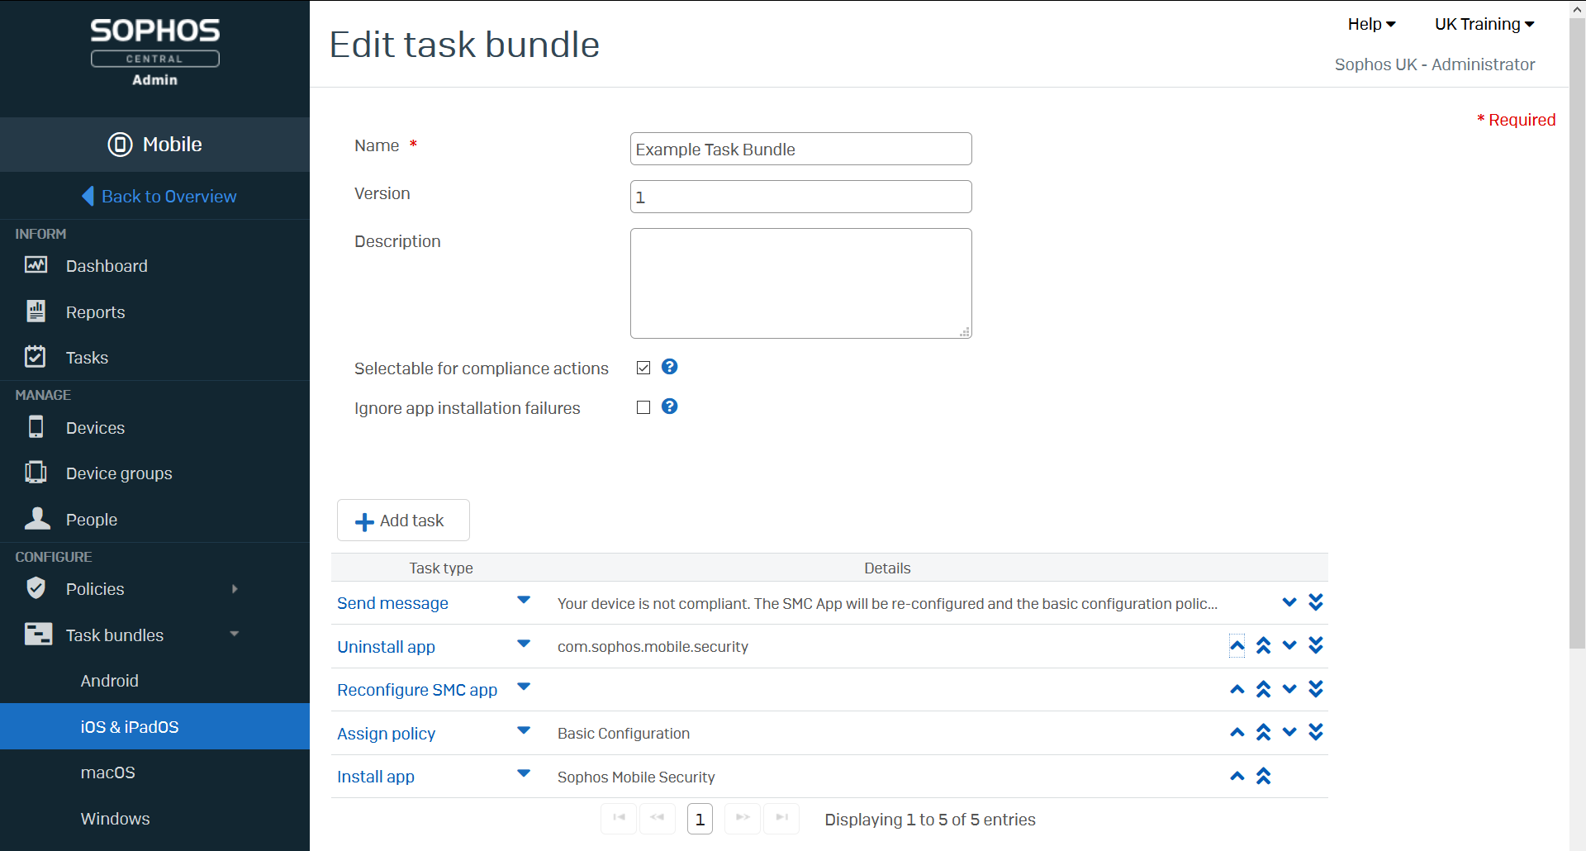 SOPHOS
CENTRAL
Admin
Mobile
Back to Overview
INFORM
Dashboard
Reports
Tasks
MANAGE
Devices
Device groups
People
CONFIGURE
Policies
Task bundles
Android
iOS & iPadOS
macOS
Windows
Edit task bundle
Help
UK Training
Sophos UK - Administrator
* Required
Name *
Example Task Bundle
Version
1
Description
Selectable for compliance actions
Ignore app installation failures
Add task
Task type Details
Send message Your device is not compliant. The SMC App will be re-configured and the basic configuration polic...
Uninstall app com.sophos.mobile.security
Reconfigure SMC app
Assign policy Basic Configuration
Install app Sophos Mobile Security
1 Displaying 1 to 5 of 5 entries